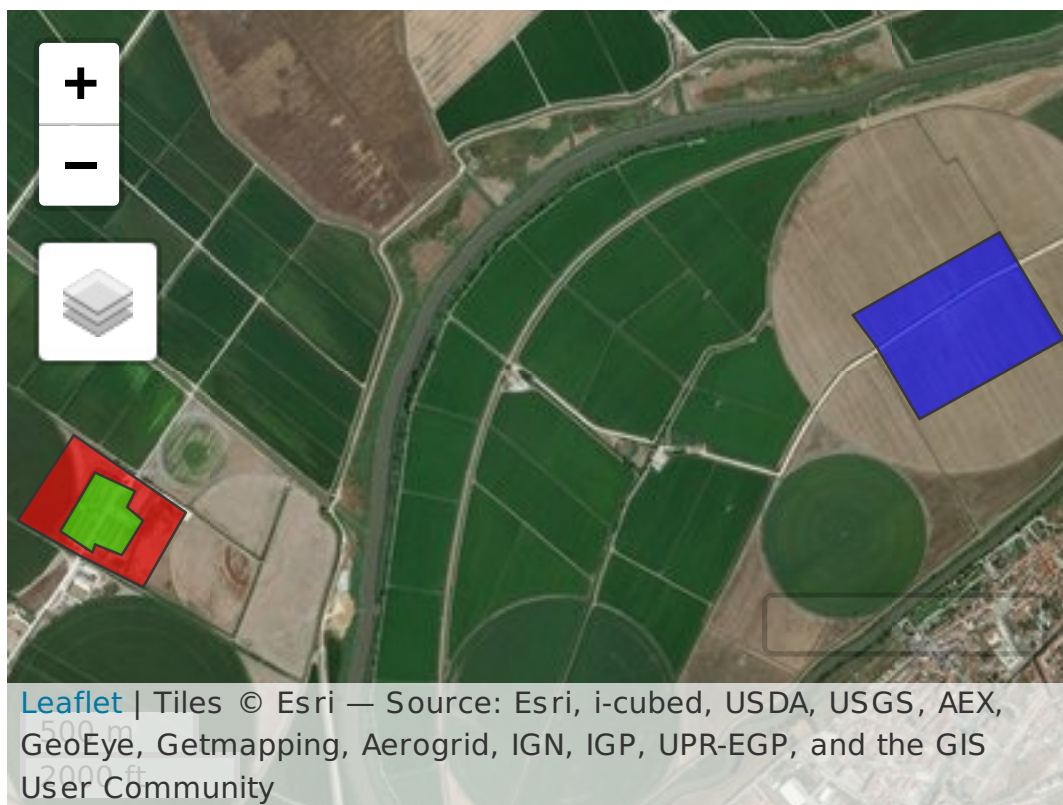 +
−
Leaflet | Tiles © Esri — Source: Esri, i-cubed, USDA, USGS, AEX,
GeoEye, Getmapping, Aerogrid, IGN, IGP, UPR-EGP, and the GIS
User Community
500 m
2000 ft